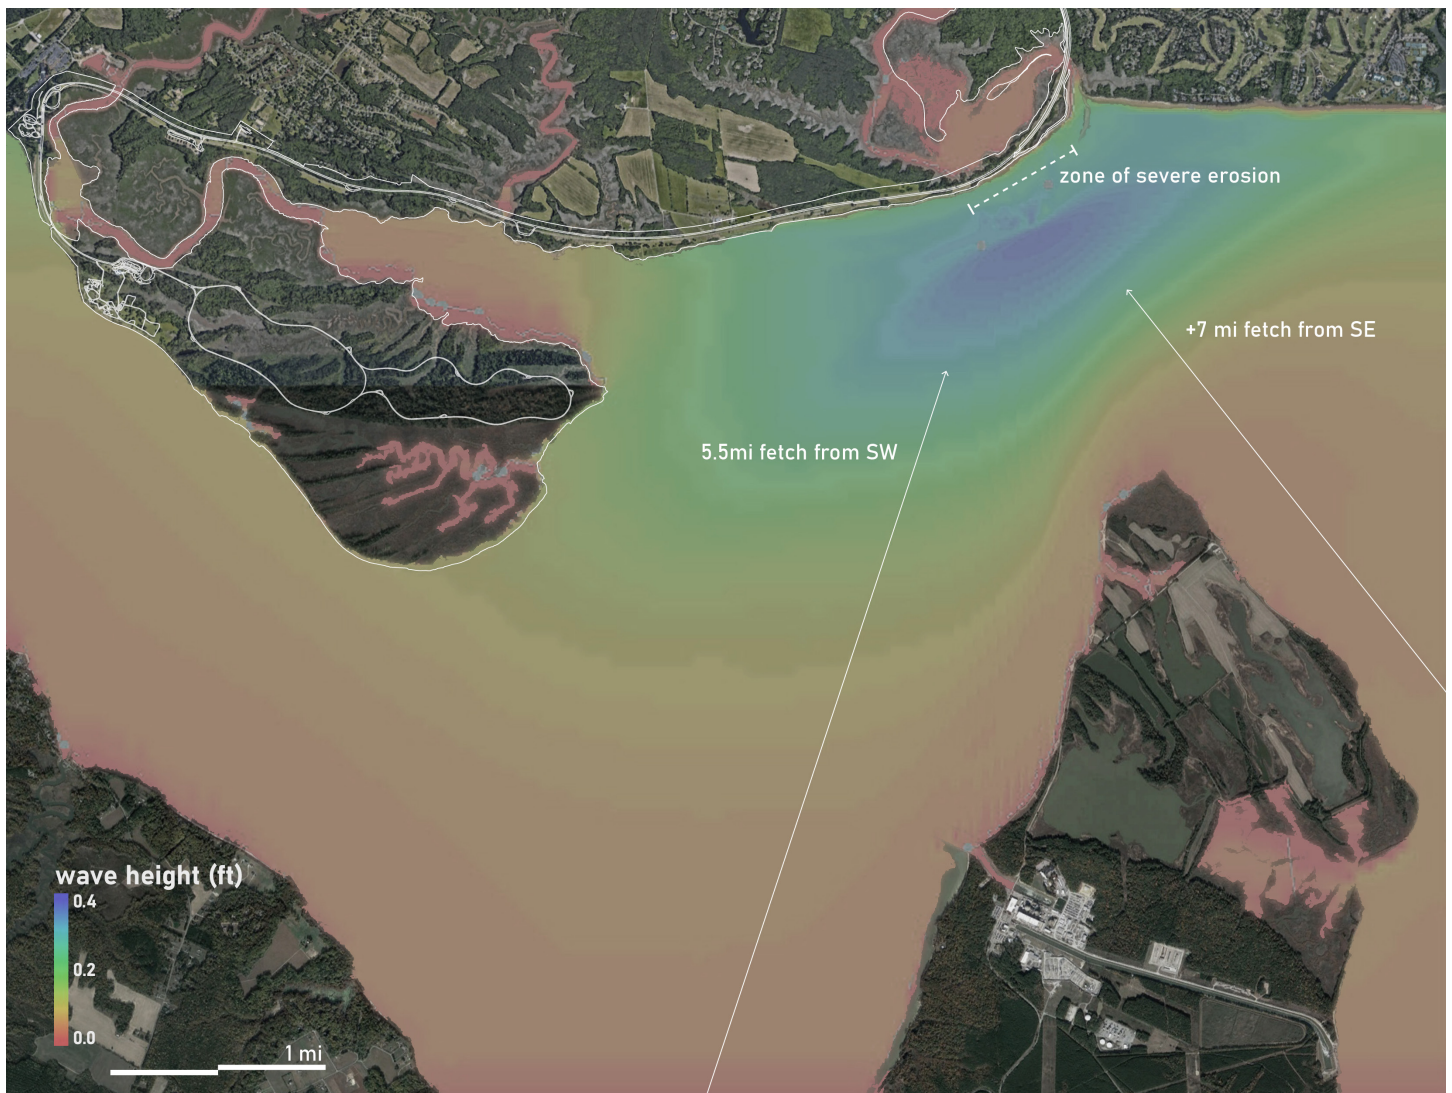 zone of severe erosion
+7 mi fetch from SE
5.5mi fetch from SW
wave height (ft)
0.4
0.2
0.0
1 mi